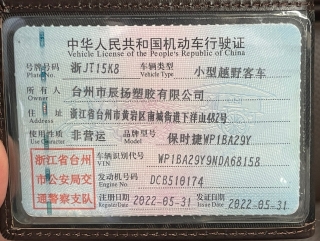 中华人民共和国机动车行驶证
Vehicle License of the People's Republic of China
号牌号码 浙JT15K8 车辆类型 小型越野客车
Plate No. Vehicle Type
所有人 台州市辰扬塑胶有限公司
Owner
住址 浙江省台州市黄岩区南城街道下洋山482号
Address
使用性质 非营运 品牌型号 保时捷WP1BA29Y
Use Character Model
浙江省台州市公安局交通警察支队
车辆识别代号 WP1BA29Y9NDA68158
VIN
发动机号码 DCB510174
Engine No.
注册日期 2022-05-31 发证日期 2022-05-31
Register Date Issue Date